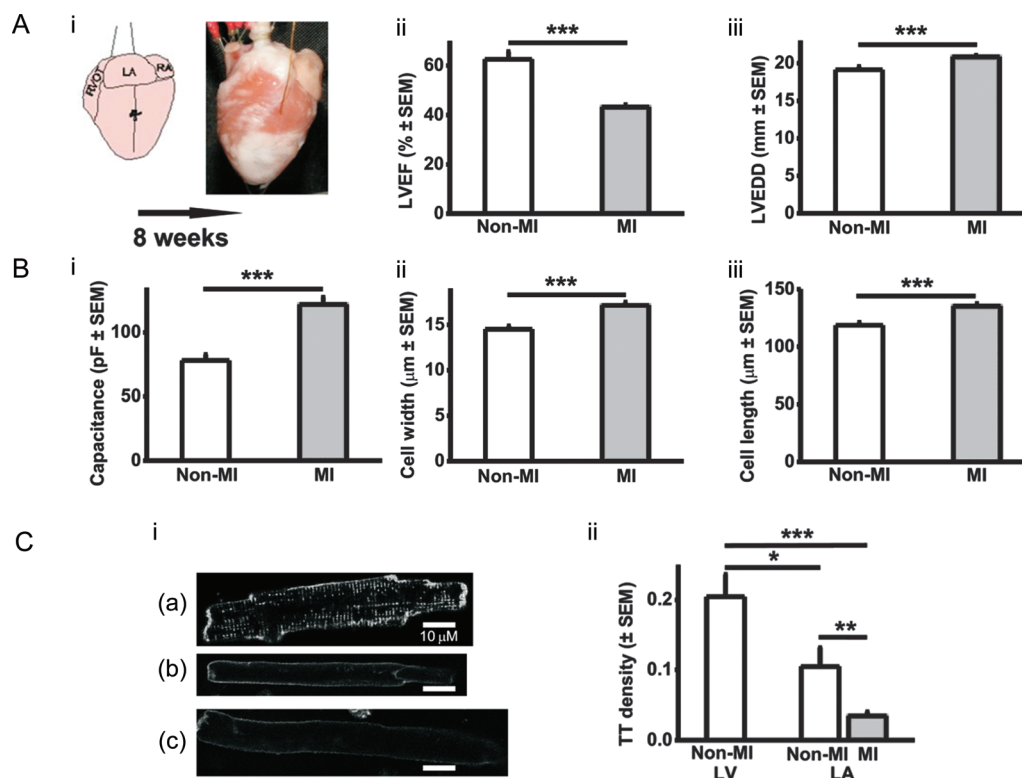 A
i
RVOT
LA
RA
8 weeks
ii
***
LVEF (% ± SEM)
60
40
20
0
Non-MI
MI
iii
***
LVEDD (mm ± SEM)
20
15
10
5
0
Non-MI
MI
B
i
***
Capacitance (pF ± SEM)
100
50
0
Non-MI
MI
ii
***
Cell width (μm ± SEM)
15
10
5
0
Non-MI
MI
iii
***
Cell length (μm ± SEM)
150
100
50
0
Non-MI
MI
C
i
(a)
10 μM
(b)
(c)
ii
***
*
**
TT density (± SEM)
0.2
0.1
0.0
Non-MI
Non-MI MI
LV
LA